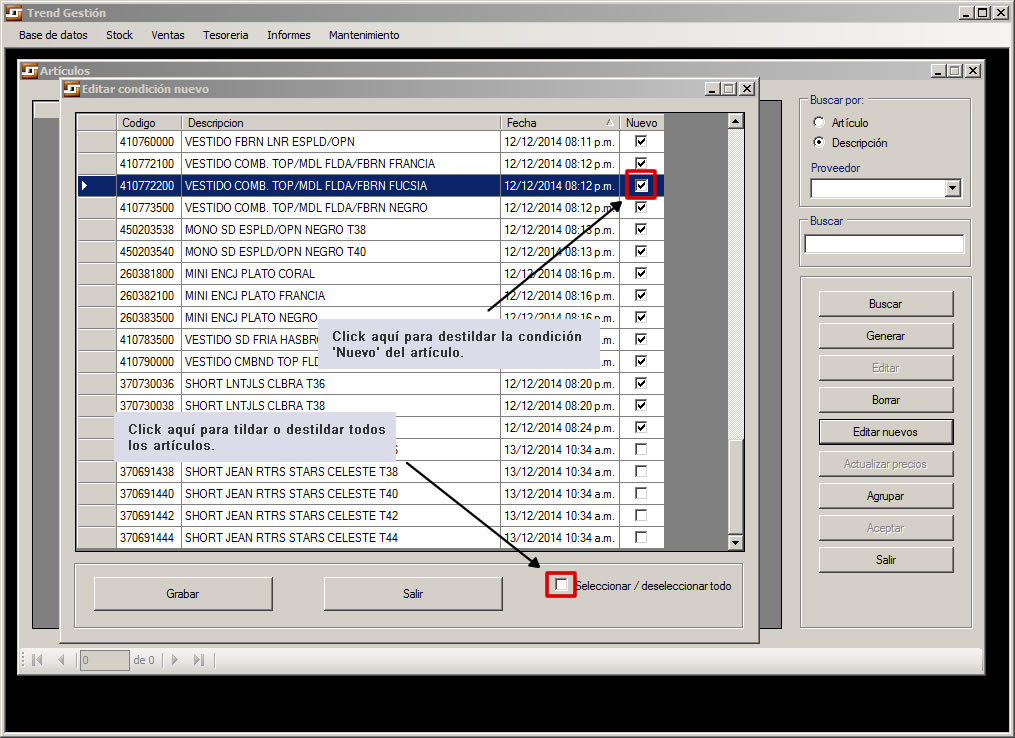 Trend Gestión
Base de datos Stock Ventas Tesoreria Informes Mantenimiento
Artículos
Editar condición nuevo
Codigo Descripcion Fecha Nuevo
410760000 VESTIDO FBRN LNR ESPLD/OPN 12/12/2014 08:11 p.m.
410772100 VESTIDO COMB. TOP/MDL FLDA/FBRN FRANCIA 12/12/2014 08:12 p.m.
410772200 VESTIDO COMB. TOP/MDL FLDA/FBRN FUCSIA 12/12/2014 08:12 p.m.
410773500 VESTIDO COMB. TOP/MDL FLDA/FBRN NEGRO 12/12/2014 08:12 p.m.
450203538 MONO SD ESPLD/OPN NEGRO T38 12/12/2014 08:13 p.m.
450203540 MONO SD ESPLD/OPN NEGRO T40 12/12/2014 08:13 p.m.
260381800 MINI ENCJ PLATO CORAL 12/12/2014 08:16 p.m.
260382100 MINI ENCJ PLATO FRANCIA 12/12/2014 08:16 p.m.
260383500 MINI ENCJ PLATO NEGRO 12/12/2014 08:16 p.m.
410783500 VESTIDO SD FRIA HASBR
Click aquí para destildar la condición
'Nuevo' del artículo.
410790000 VESTIDO CMBND TOP FLD p.m.
370730036 SHORT LNTJLS CLBRA T36 12/12/2014 08:20 p.m.
370730038 SHORT LNTJLS CLBRA T38 12/12/2014 08:20 p.m.
12/12/2014 08:24 p.m.
Click aquí para tildar o destildar todos
los artículos.
13/12/2014 10:34 a.m.
370691438 SHORT JEAN RTRS STARS CELESTE T38 13/12/2014 10:34 a.m.
370691440 SHORT JEAN RTRS STARS CELESTE T40 13/12/2014 10:34 a.m.
370691442 SHORT JEAN RTRS STARS CELESTE T42 13/12/2014 10:34 a.m.
370691444 SHORT JEAN RTRS STARS CELESTE T44 13/12/2014 10:34 a.m.
Grabar Salir Seleccionar / deseleccionar todo
0 de 0
Buscar por:
Artículo
Descripción
Proveedor
Buscar
Buscar
Generar
Editar
Borrar
Editar nuevos
Actualizar precios
Agrupar
Aceptar
Salir